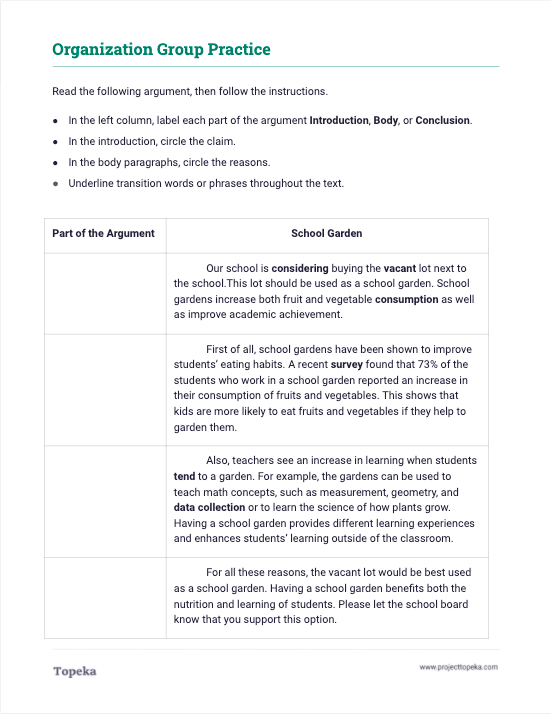 Organization Group Practice
Read the following argument, then follow the instructions.
● In the left column, label each part of the argument Introduction, Body, or Conclusion.
● In the introduction, circle the claim.
● In the body paragraphs, circle the reasons.
● Underline transition words or phrases throughout the text.
Part of the Argument
School Garden
Our school is considering buying the vacant lot next to
the school.This lot should be used as a school garden. School
gardens increase both fruit and vegetable consumption as well
as improve academic achievement.
First of all, school gardens have been shown to improve
students’ eating habits. A recent survey found that 73% of the
students who work in a school garden reported an increase in
their consumption of fruits and vegetables. This shows that
kids are more likely to eat fruits and vegetables if they help to
garden them.
Also, teachers see an increase in learning when students
tend to a garden. For example, the gardens can be used to
teach math concepts, such as measurement, geometry, and
data collection or to learn the science of how plants grow.
Having a school garden provides different learning experiences
and enhances students’ learning outside of the classroom.
For all these reasons, the vacant lot would be best used
as a school garden. Having a school garden benefits both the
nutrition and learning of students. Please let the school board
know that you support this option.
Topeka
www.projecttopeka.com